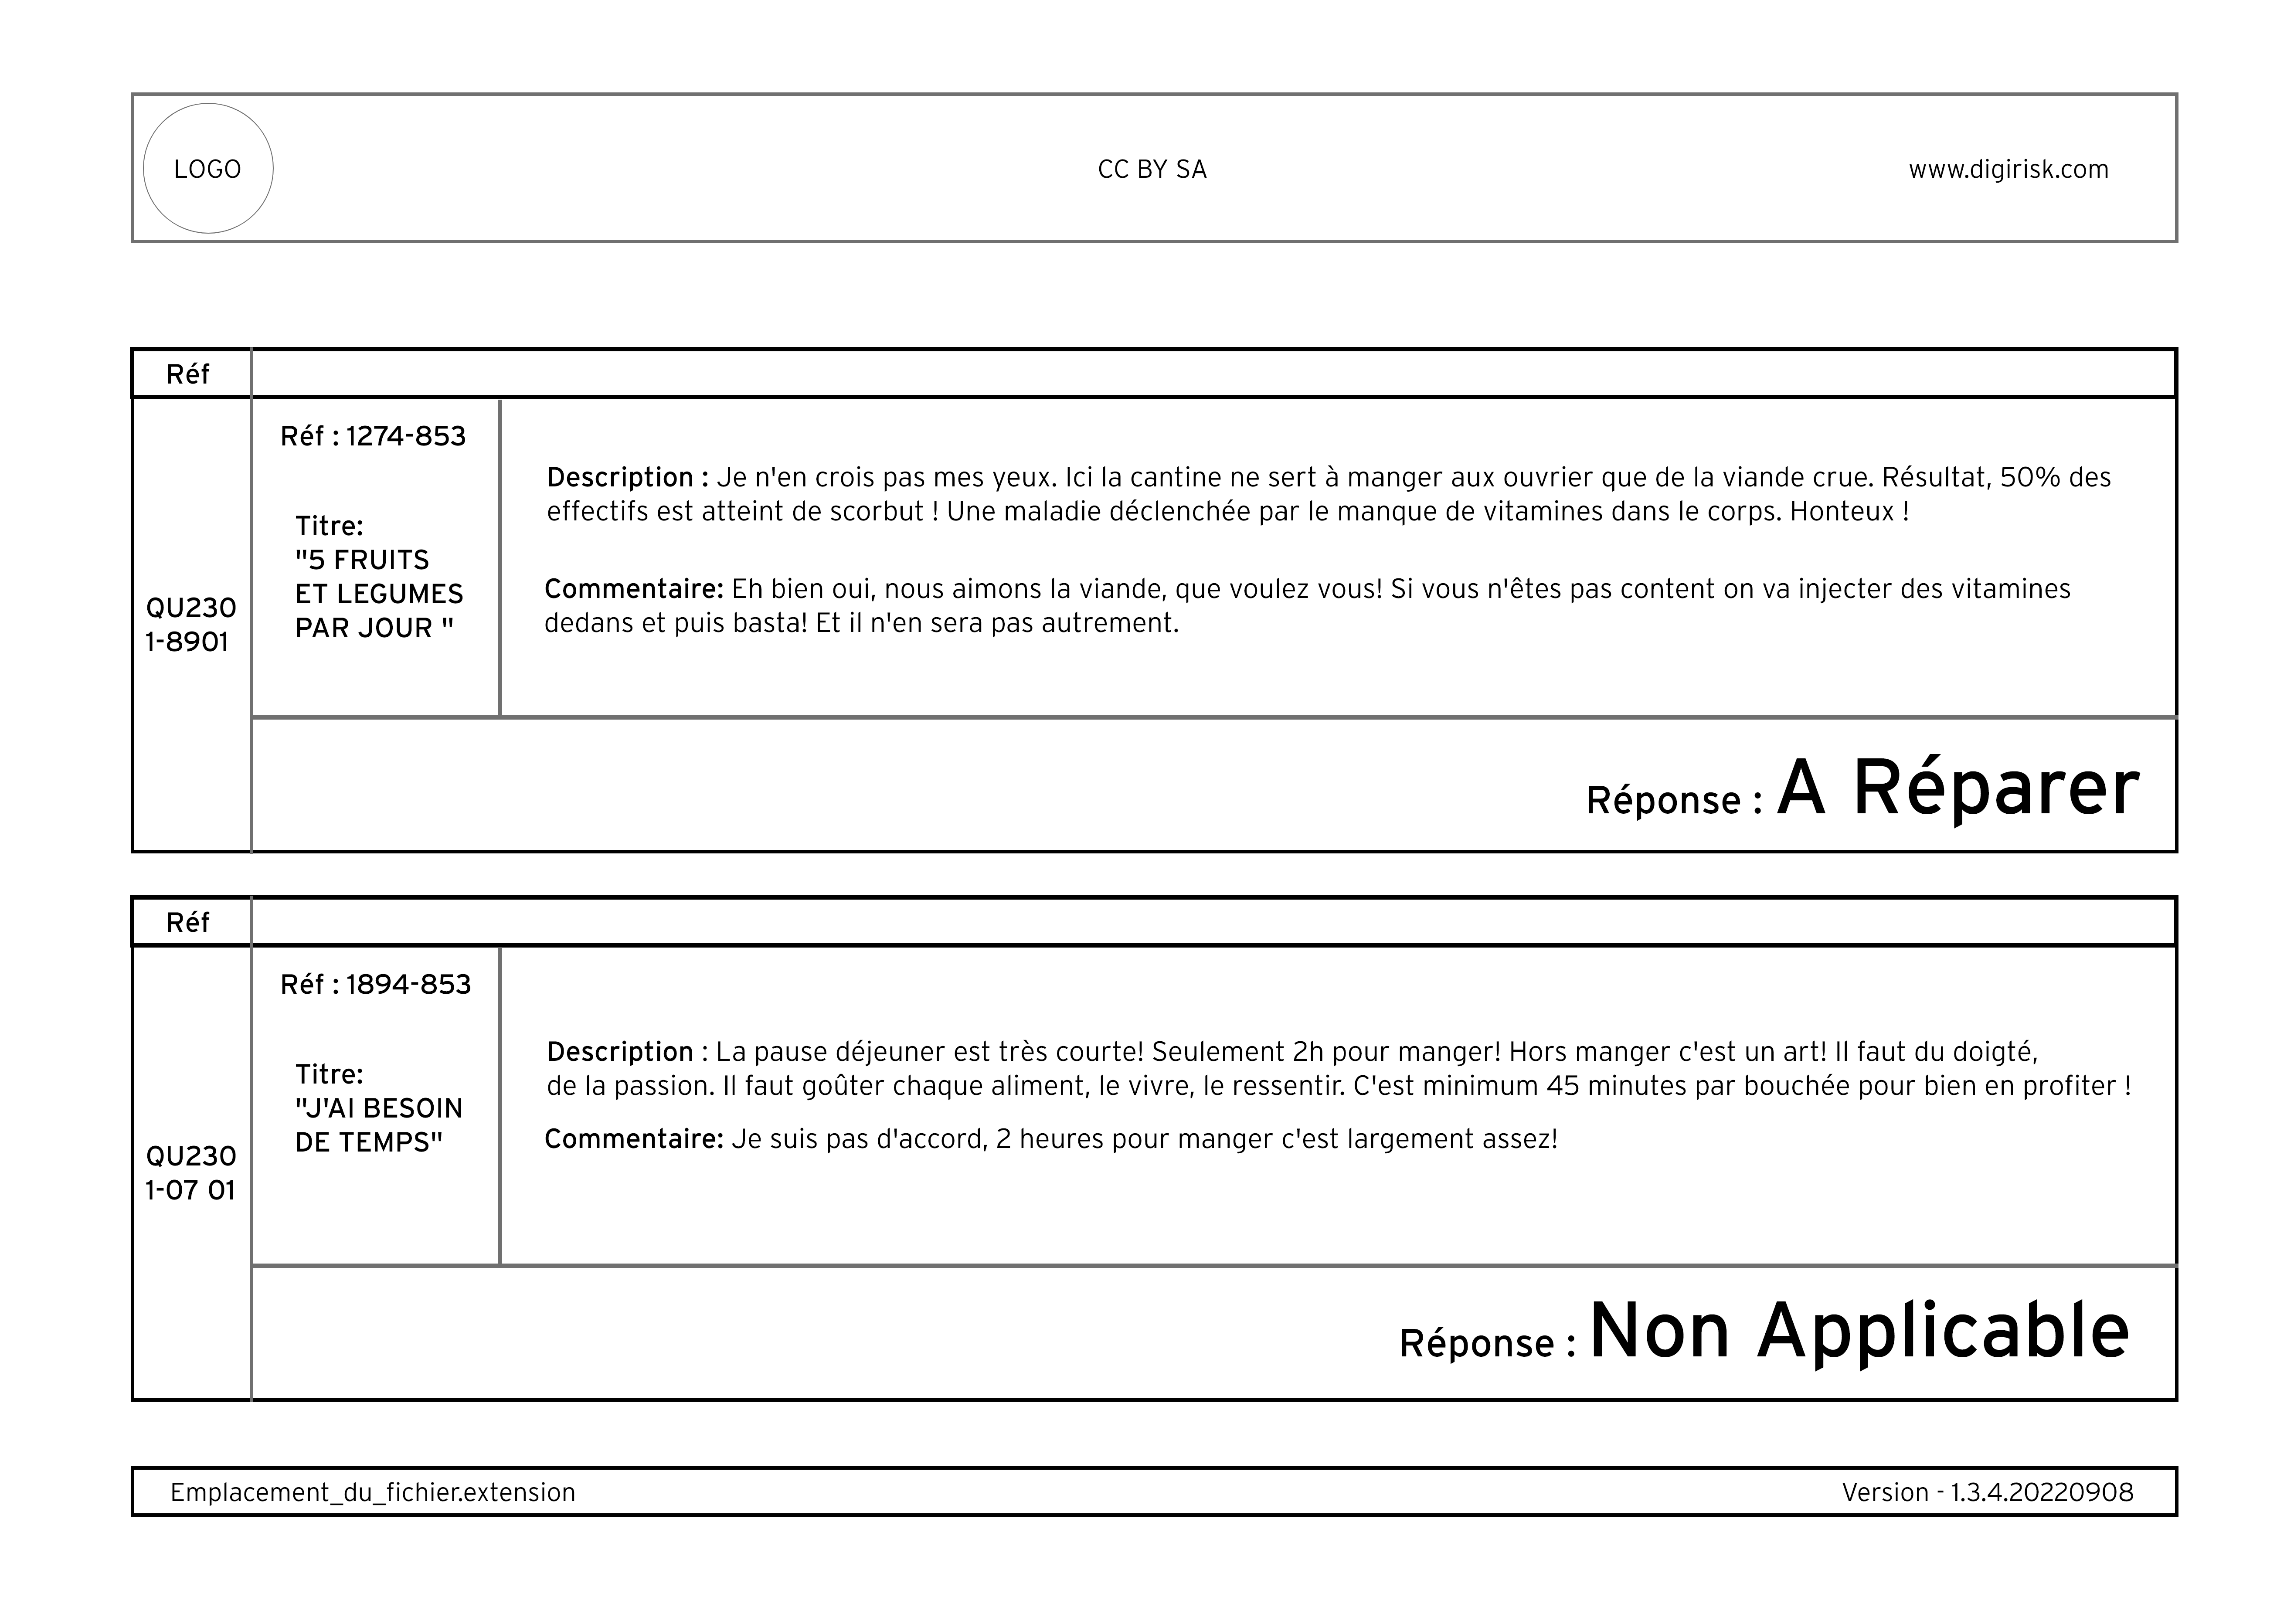 LOGO
CC BY SA
www.digirisk.com
Réf
QU230
1-8901
Réf : 1274-853
Titre:
"5 FRUITS
ET LEGUMES
PAR JOUR "
Description : Je n'en crois pas mes yeux. Ici la cantine ne sert à manger aux ouvrier que de la viande crue. Résultat, 50% des
effectifs est atteint de scorbut ! Une maladie déclenchée par le manque de vitamines dans le corps. Honteux !
Commentaire: Eh bien oui, nous aimons la viande, que voulez vous! Si vous n'êtes pas content on va injecter des vitamines
dedans et puis basta! Et il n'en sera pas autrement.
Réponse : A Réparer
Réf
QU230
1-07 01
Réf : 1894-853
Titre:
"J'AI BESOIN
DE TEMPS"
Description : La pause déjeuner est très courte! Seulement 2h pour manger! Hors manger c'est un art! Il faut du doigté,
de la passion. Il faut goûter chaque aliment, le vivre, le ressentir. C'est minimum 45 minutes par bouchée pour bien en profiter !
Commentaire: Je suis pas d'accord, 2 heures pour manger c'est largement assez!
Réponse : Non Applicable
Emplacement_du_fichier.extension
Version - 1.3.4.20220908